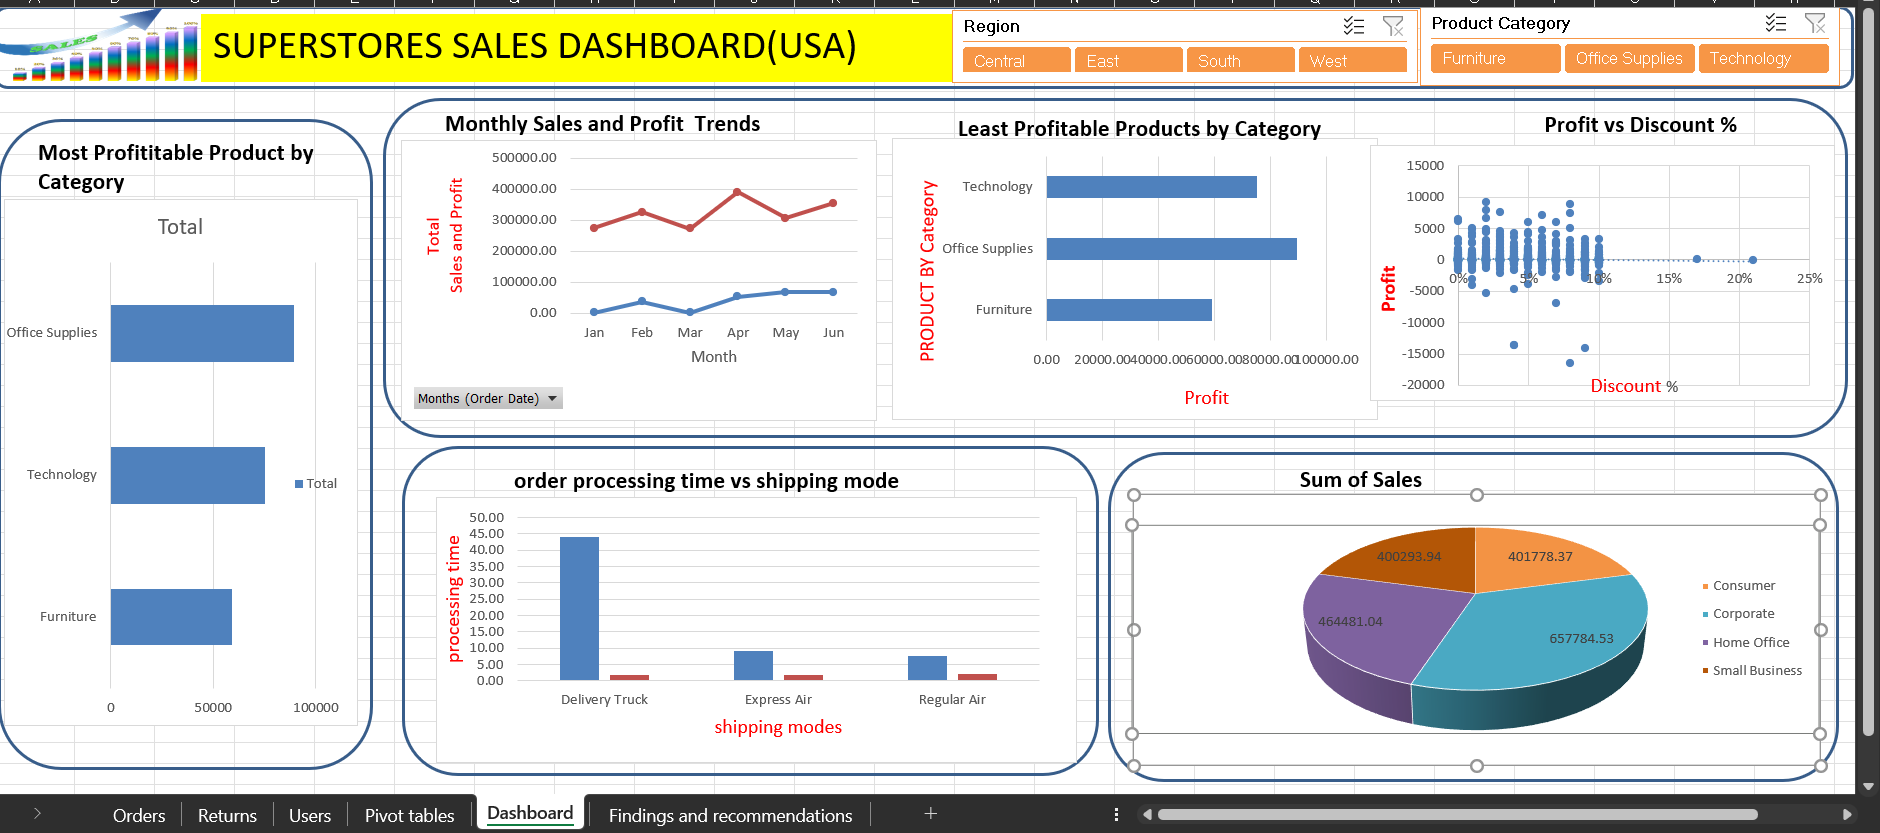 SALES
SUPERSTORES SALES DASHBOARD(USA)
Region
Central
East
South
West
Product Category
Furniture
Office Supplies
Technology
Most Profititable Product by
Category
Total
Office Supplies
Technology
Furniture
Total
0
50000
100000
Monthly Sales and Profit Trends
Total
Sales and Profit
500000.00
400000.00
300000.00
200000.00
100000.00
0.00
Jan
Feb
Mar
Apr
May
Jun
Month
Months (Order Date)
Least Profitable Products by Category
PRODUCT BY Category
Technology
Office Supplies
Furniture
0.00
20000.00
40000.00
60000.00
80000.00
100000.00
Profit
Profit vs Discount %
Profit
15000
10000
5000
0
-5000
-10000
-15000
-20000
0%
5%
10%
15%
20%
25%
Discount %
order processing time vs shipping mode
processing time
50.00
45.00
40.00
35.00
30.00
25.00
20.00
15.00
10.00
5.00
0.00
Delivery Truck
Express Air
Regular Air
shipping modes
Sum of Sales
400293.94
401778.37
464481.04
657784.53
Consumer
Corporate
Home Office
Small Business
Orders
Returns
Users
Pivot tables
Dashboard
Findings and recommendations